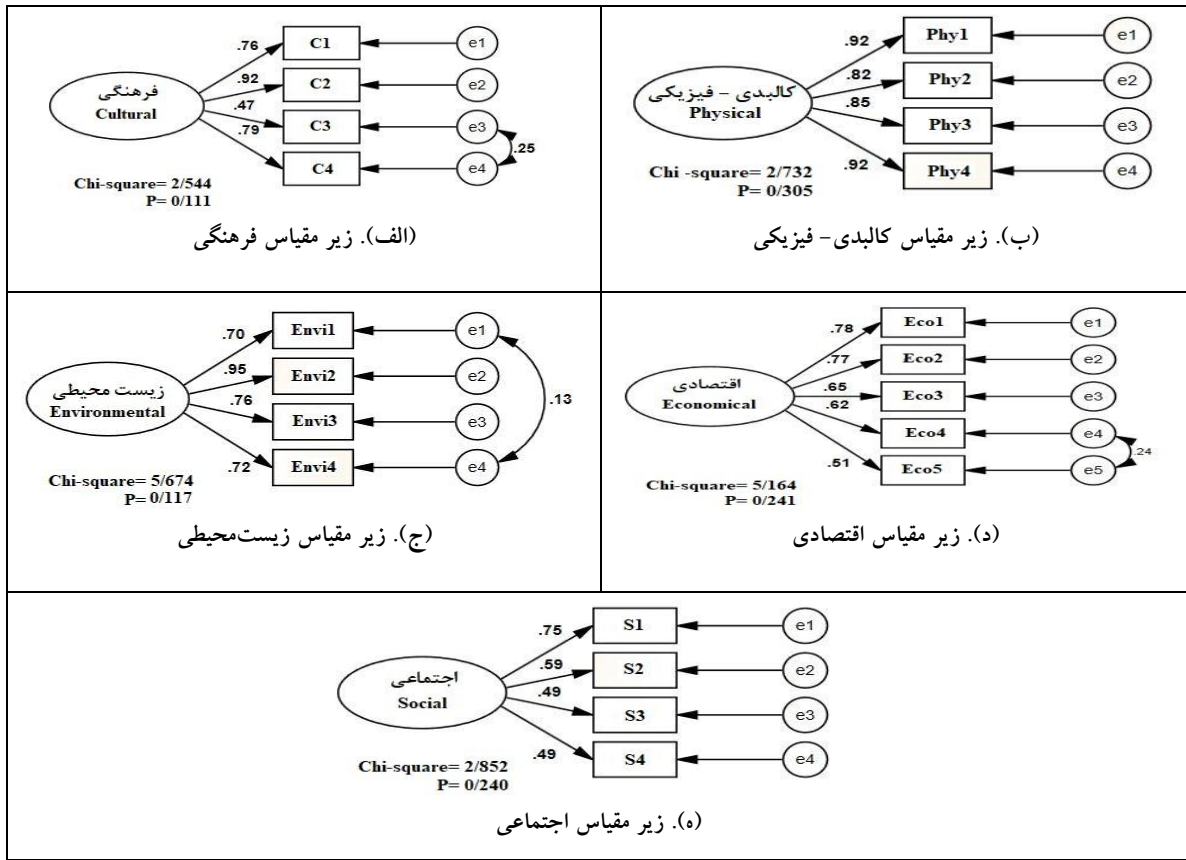 فرهنگی
Cultural
.76
.92
.47
.79
C1
C2
C3
C4
e1
e2
e3
e4
.25
Chi-square= 2/544
P= 0/111
(الف). زیر مقیاس فرهنگی
کالبدی - فیزیکی
Physical
.92
.82
.85
.92
Phy1
Phy2
Phy3
Phy4
e1
e2
e3
e4
Chi -square= 2/732
P= 0/305
(ب). زیر مقیاس کالبدی- فیزیکی
زیست محیطی
Environmental
.70
.95
.76
.72
Envi1
Envi2
Envi3
Envi4
e1
e2
e3
e4
.13
Chi-square= 5/674
P= 0/117
(ج). زیر مقیاس زیست‌محیطی
اقتصادی
Economical
.78
.77
.65
.62
.51
Eco1
Eco2
Eco3
Eco4
Eco5
e1
e2
e3
e4
e5
.24
Chi-square= 5/164
P= 0/241
(د). زیر مقیاس اقتصادی
اجتماعی
Social
.75
.59
.49
.49
S1
S2
S3
S4
e1
e2
e3
e4
Chi-square= 2/852
P= 0/240
(ه). زیر مقیاس اجتماعی